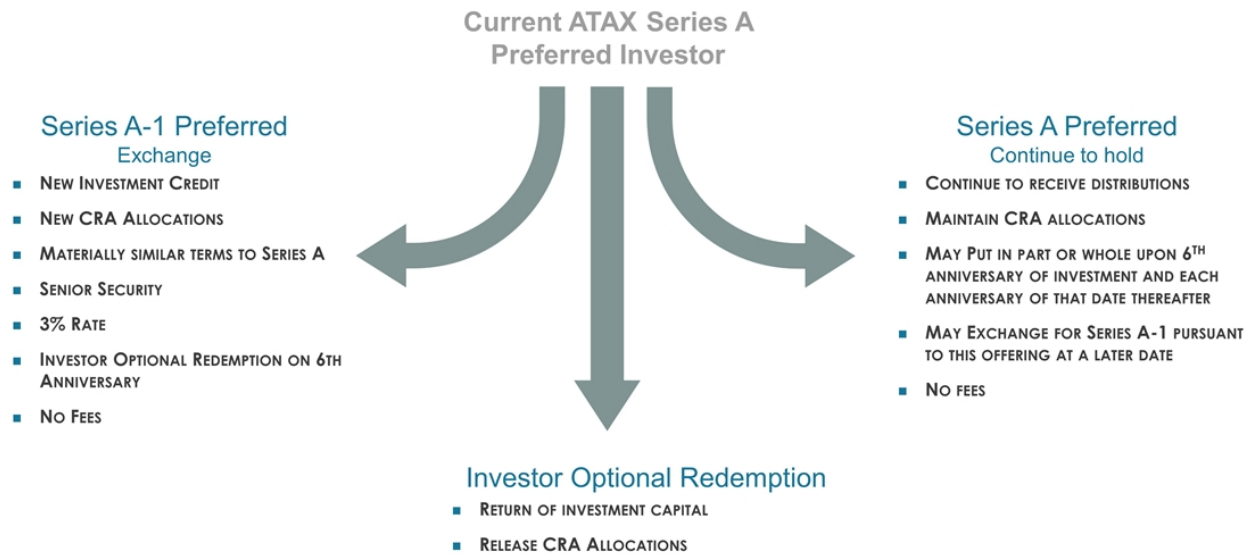 Current ATAX Series A
Preferred Investor
Series A-1 Preferred
Exchange
▪ New Investment Credit
▪ New CRA Allocations
▪ Materially similar terms to Series A
▪ Senior Security
▪ 3% Rate
▪ Investor Optional Redemption on 6th
Anniversary
▪ No Fees
Series A Preferred
Continue to hold
▪ Continue to receive distributions
▪ Maintain CRA allocations
▪ May Put in part or whole upon 6th
anniversary of investment and each
anniversary of that date thereafter
▪ May Exchange for Series A-1 pursuant
to this offering at a later date
▪ No fees
Investor Optional Redemption
▪ Return of investment capital
▪ Release CRA Allocations